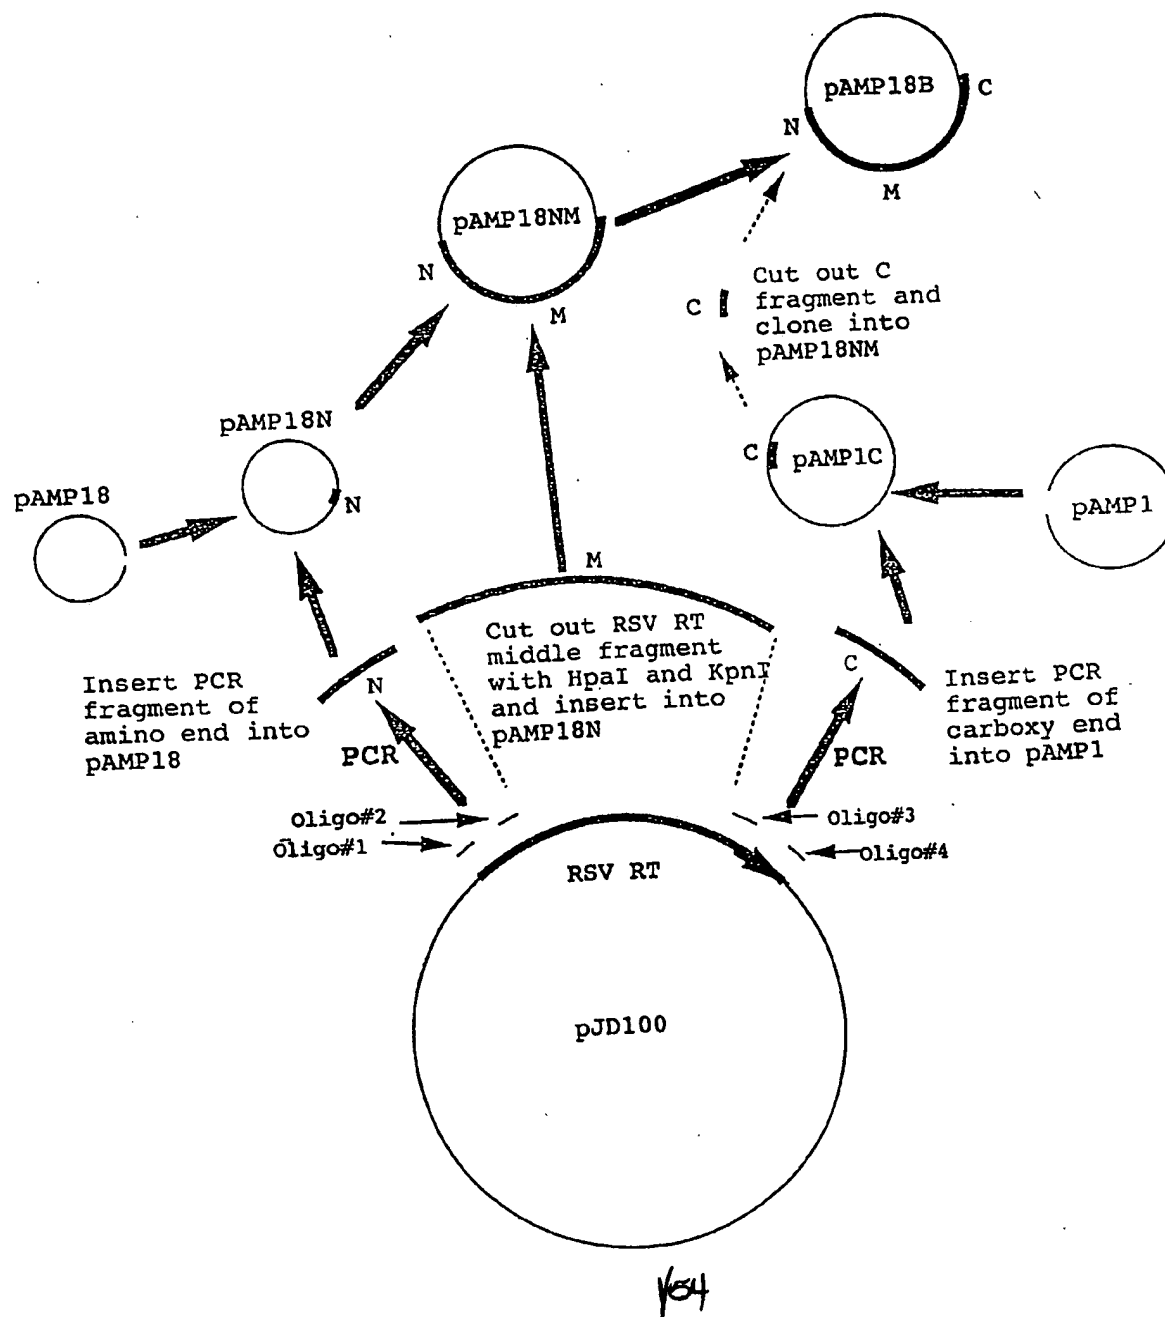 pAMP18B
C
N
M
pAMP18NM
N
M
C
Cut out C
fragment and
clone into
pAMP18NM
pAMP18N
N
pAMP18
C
pAMP1C
pAMP1
M
Cut out RSV RT
middle fragment
with HpaI and KpnI
and insert into
pAMP18N
N
C
Insert PCR
fragment of
amino end into
pAMP18
Insert PCR
fragment of
carboxy end
into pAMP1
PCR
PCR
Oligo#2
Oligo#1
Oligo#3
Oligo#4
RSV RT
pJD100